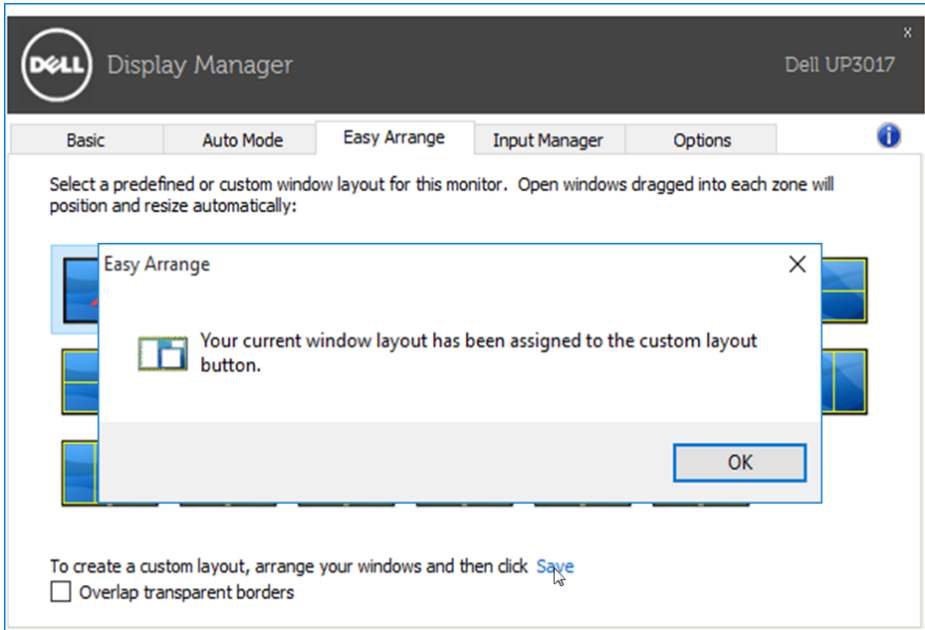 DELL
Display Manager
Dell UP3017
x
Basic
Auto Mode
Easy Arrange
Input Manager
Options
i
Select a predefined or custom window layout for this monitor.  Open windows dragged into each zone will
position and resize automatically:
Easy Arrange
Your current window layout has been assigned to the custom layout
button.
OK
To create a custom layout, arrange your windows and then click Save
Overlap transparent borders